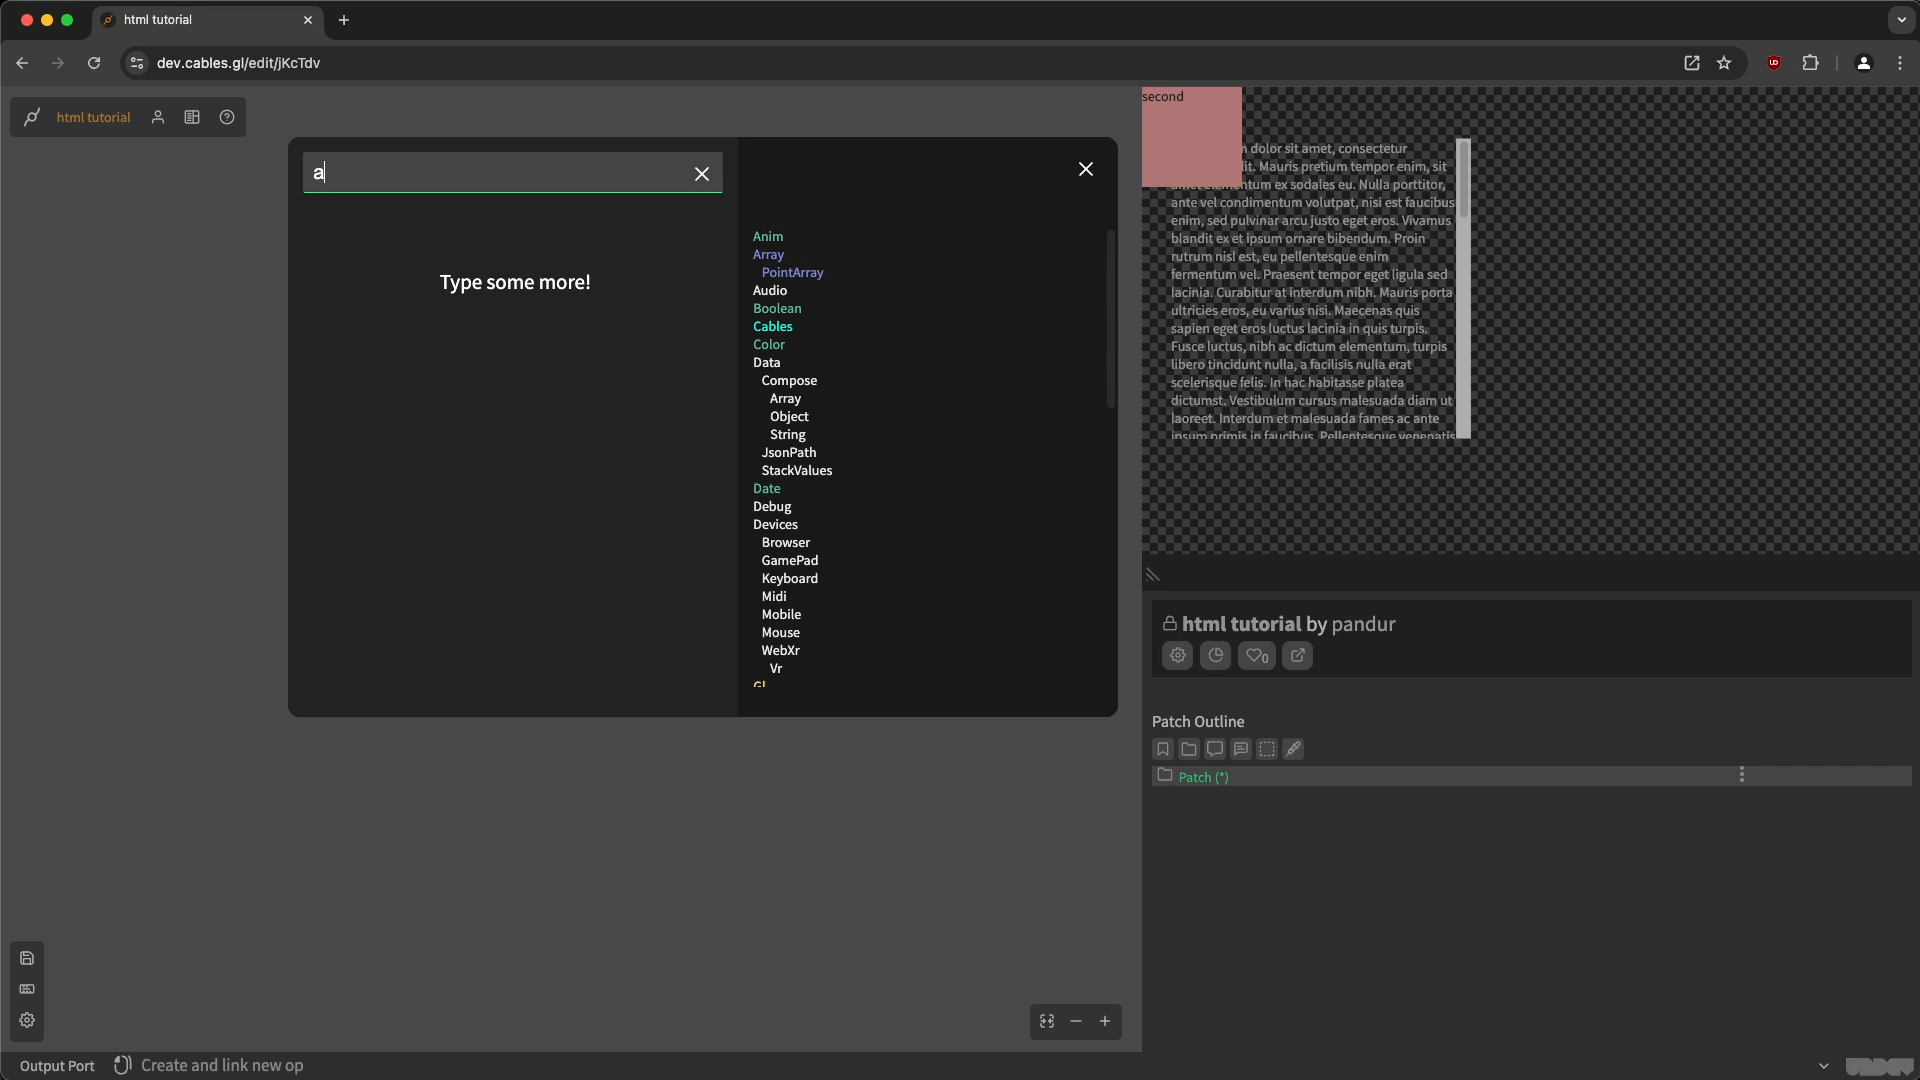 html tutorial
dev.cables.gl/edit/jKcTdv
html tutorial
a
Type some more!
Anim
Array
PointArray
Audio
Boolean
Cables
Color
Data
Compose
Array
Object
String
JsonPath
StackValues
Date
Debug
Devices
Browser
GamePad
Keyboard
Midi
Mobile
Mouse
WebXr
Vr
Gl
second
dolor sit amet, consectetur
Mauris pretium tempor enim, sit
ex sodales eu. Nulla porttitor,
ante vel condimentum volutpat, nisi est faucibus
enim, sed pulvinar arcu justo eget eros. Vivamus
blandit ex et ipsum ornare bibendum. Proin
rutrum nisl est, eu pellentesque enim
fermentum vel. Praesent tempor eget ligula sed
lacinia. Curabitur at interdum nibh. Mauris porta
ultricies eros, eu varius nisi. Maecenas quis
sapien eget eros luctus lacinia in quis turpis.
Fusce luctus, nibh ac dictum elementum, turpis
libero tincidunt nulla, a facilisis nulla erat
scelerisque felis. In hac habitasse platea
dictumst. Vestibulum cursus malesuada diam ut
laoreet. Interdum et malesuada fames ac ante
ipsum primis in faucibus. Pellentesque venenatis
html tutorial by pandur
0
Patch Outline
Patch (*)
Output Port
Create and link new op